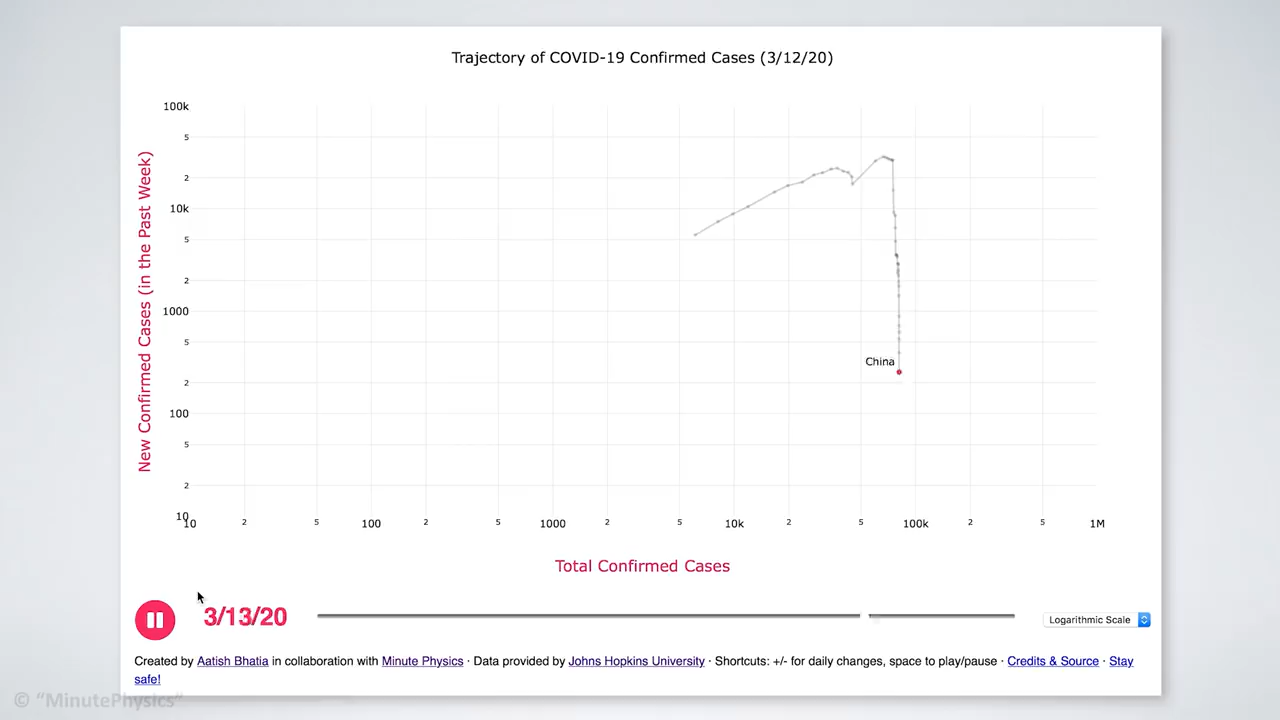 Trajectory of COVID-19 Confirmed Cases (3/12/20)
New Confirmed Cases (in the Past Week)
100k
5
2
10k
5
2
1000
5
2
100
5
2
10
China
10 2 5 100 2 5 1000 2 5 10k 2 5 100k 2 5 1M
Total Confirmed Cases
3/13/20
Logarithmic Scale
Created by Aatish Bhatia in collaboration with Minute Physics · Data provided by Johns Hopkins University · Shortcuts: +/- for daily changes, space to play/pause · Credits & Source · Stay
safe!
© "MinutePhysics"